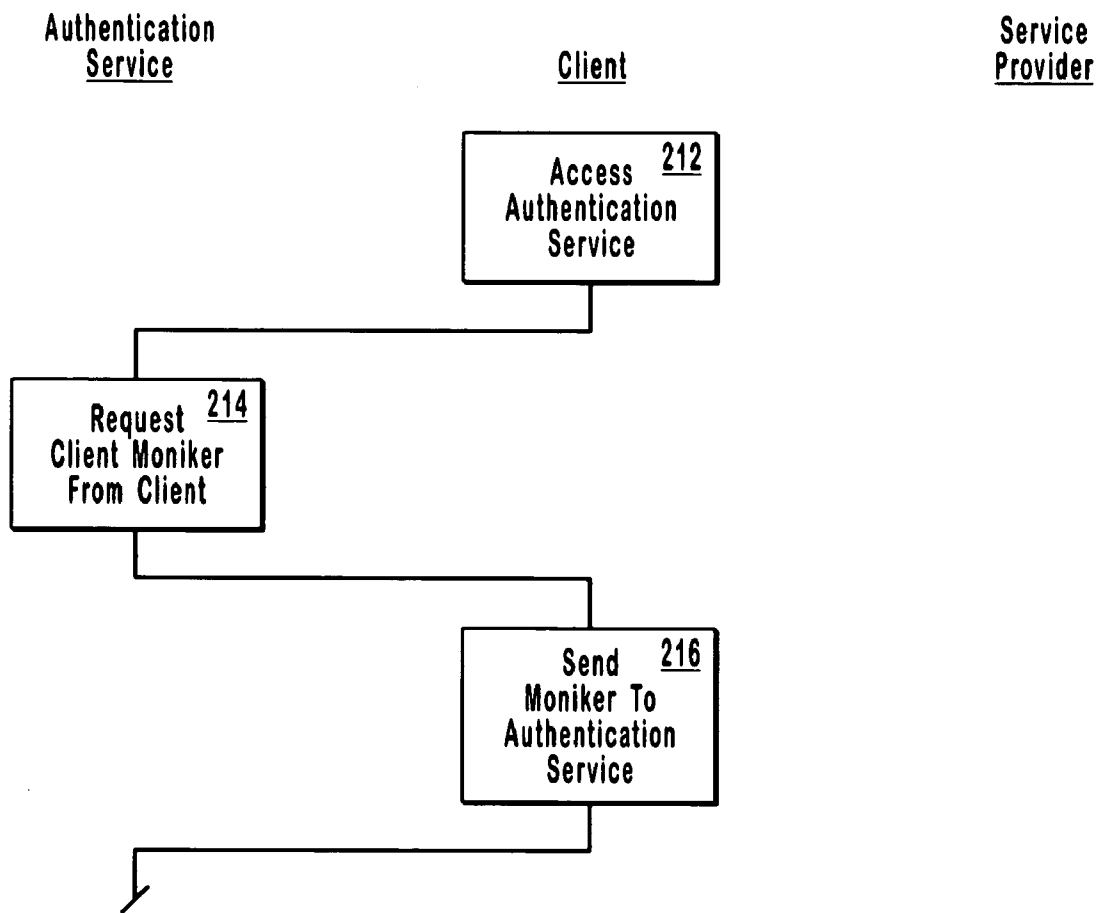 Authentication
Service
Client
Service
Provider
212
Access
Authentication
Service
214
Request
Client Moniker
From Client
216
Send
Moniker To
Authentication
Service